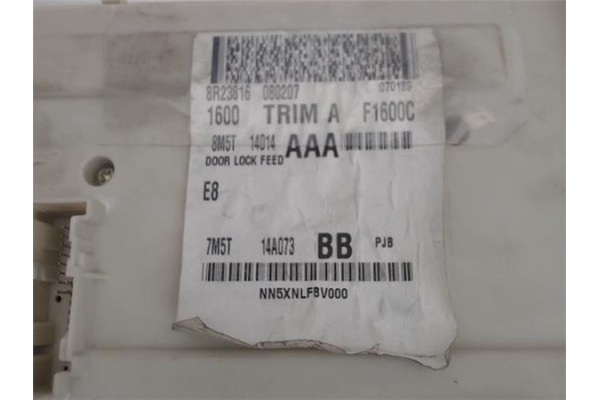 8R23816 080207 070189
1600 TRIM A F1600C
8M5T 14014 AAA
DOOR LOCK FEED
E8
7M5T 14A073 BB PJB
NN5XNLFBV000